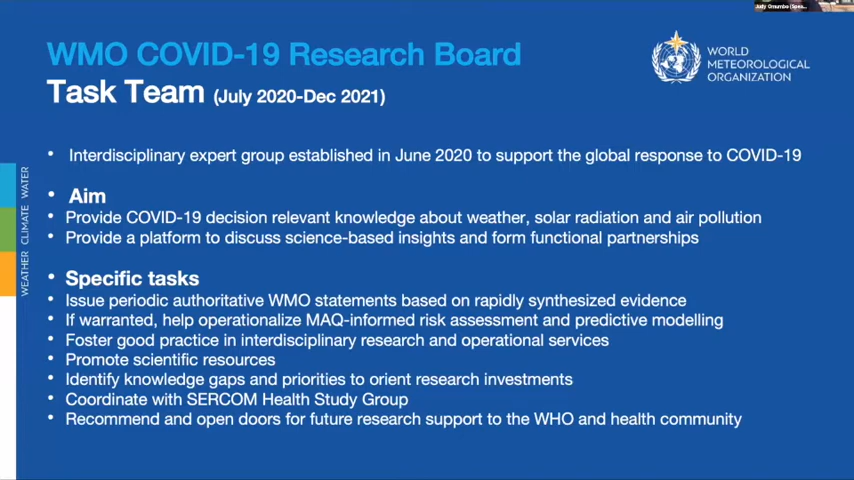 Judy Omumbo (Spea...
WMO COVID-19 Research Board
Task Team (July 2020-Dec 2021)
WORLD
METEOROLOGICAL
ORGANIZATION
• Interdisciplinary expert group established in June 2020 to support the global response to COVID-19
• Aim
• Provide COVID-19 decision relevant knowledge about weather, solar radiation and air pollution
• Provide a platform to discuss science-based insights and form functional partnerships
• Specific tasks
• Issue periodic authoritative WMO statements based on rapidly synthesized evidence
• If warranted, help operationalize MAQ-informed risk assessment and predictive modelling
• Foster good practice in interdisciplinary research and operational services
• Promote scientific resources
• Identify knowledge gaps and priorities to orient research investments
• Coordinate with SERCOM Health Study Group
• Recommend and open doors for future research support to the WHO and health community
WEATHER CLIMATE WATER